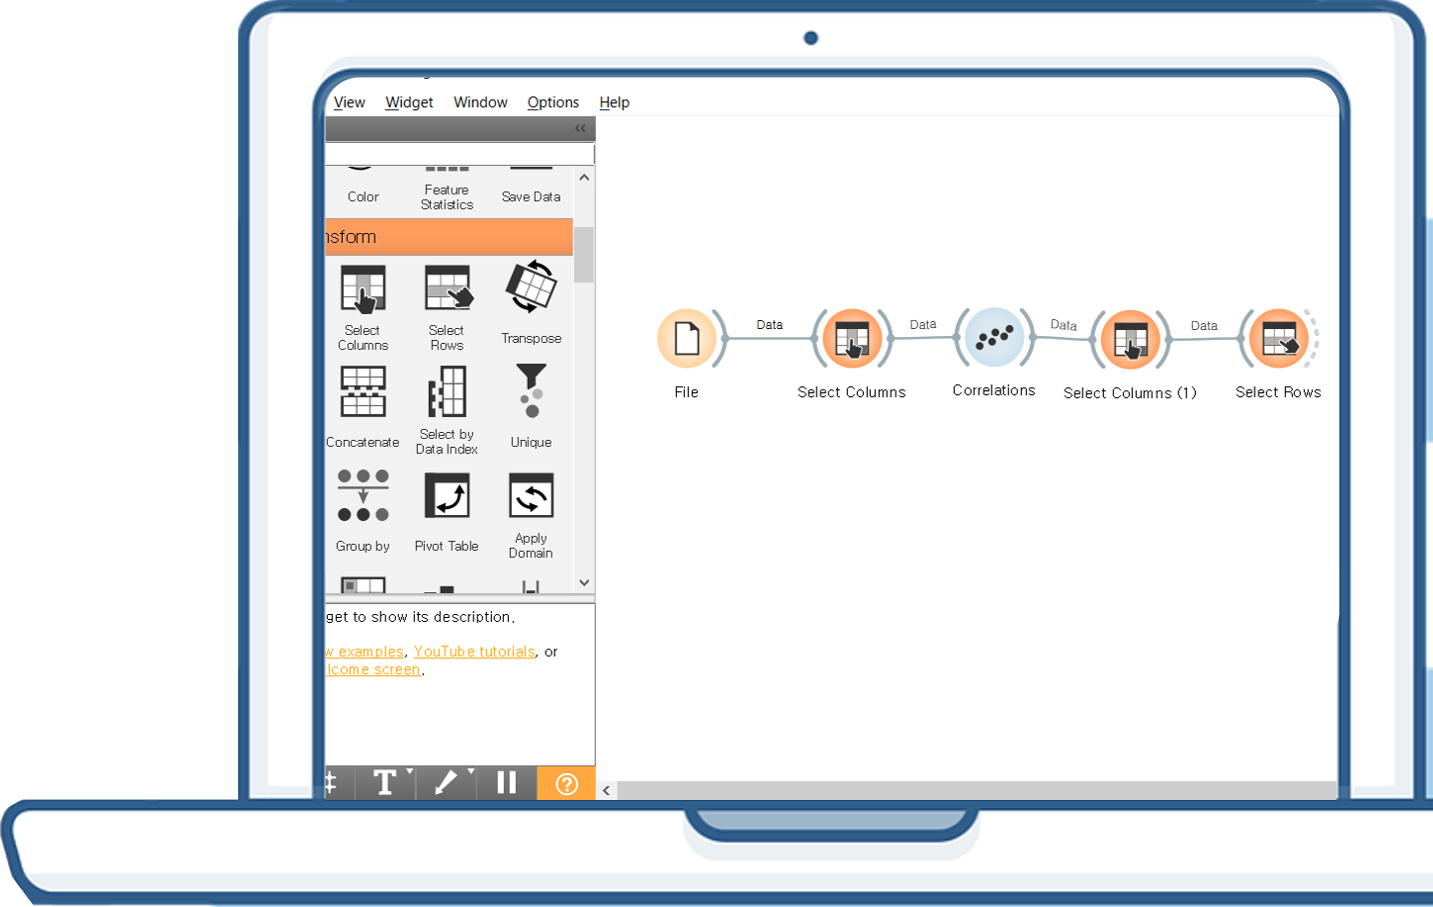 View Widget Window Options Help
Color
Feature
Statistics
Save Data
nsform
Select
Columns
Select
Rows
Transpose
Concatenate
Select by
Data Index
Unique
Group by
Pivot Table
Apply
Domain
get to show its description.
w examples, YouTube tutorials, or
elcome screen.
Data
Data
Data
Data
File
Select Columns
Correlations
Select Columns (1)
Select Rows